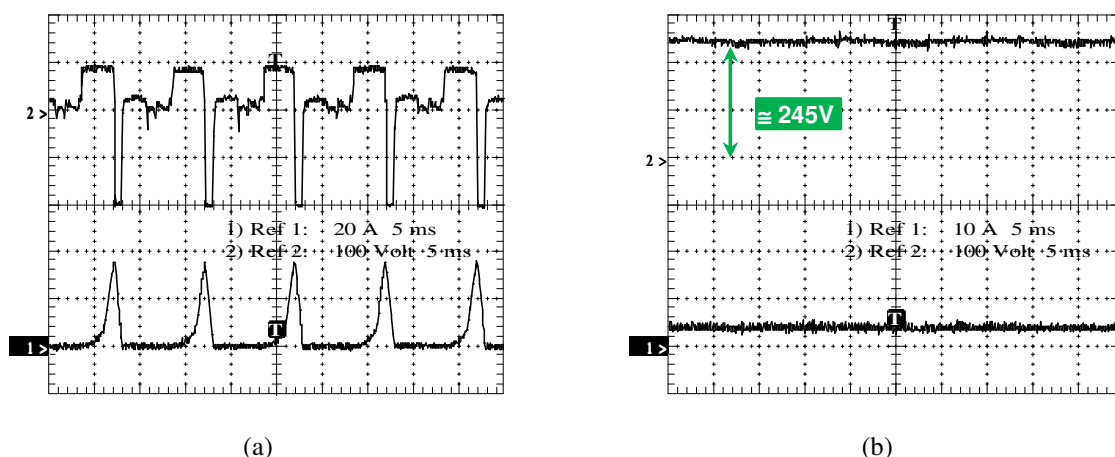 T
2 >
1) Ref 1: 20 A 5 ms
2) Ref 2: 100 Volt 5 ms
T
1 >
(a)
T
≅ 245V
2 >
1) Ref 1: 10 A 5 ms
2) Ref 2: 100 Volt 5 ms
T
1 >
(b)